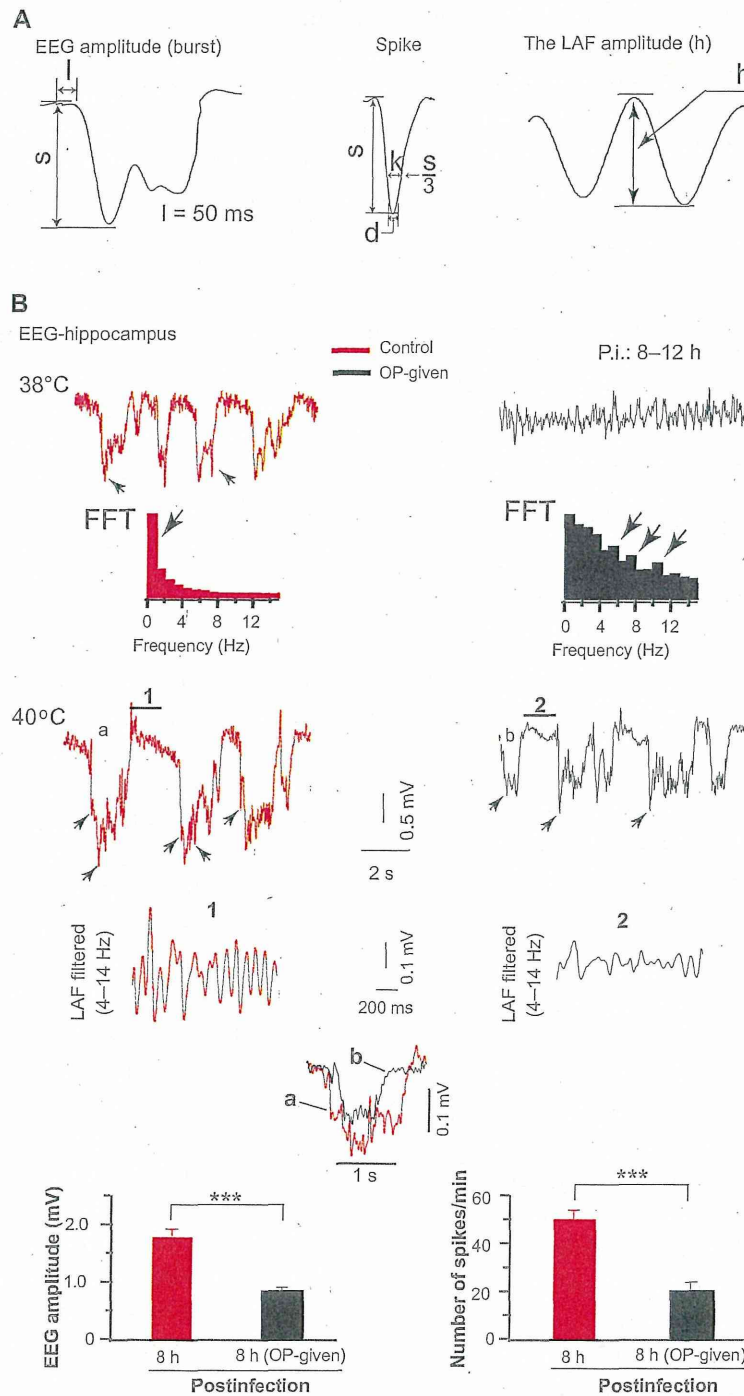 A
EEG amplitude (burst)
Spike
The LAF amplitude (h)
l
h
s
s
k
s
3
l = 50 ms
d
B
EEG-hippocampus
Control
OP-given
P.i.: 8–12 h
38°C
FFT
FFT
0 4 8 12
0 4 8 12
Frequency (Hz)
Frequency (Hz)
40°C
a
1
b
2
0.5 mV
2 s
LAF filtered
(4–14 Hz)
1
0.1 mV
200 ms
LAF filtered
(4–14 Hz)
2
b
a
0.1 mV
1 s
EEG amplitude (mV)
2.0
1.0
0
***
8 h
8 h (OP-given)
Postinfection
Number of spikes/min
60
40
20
0
***
8 h
8 h (OP-given)
Postinfection